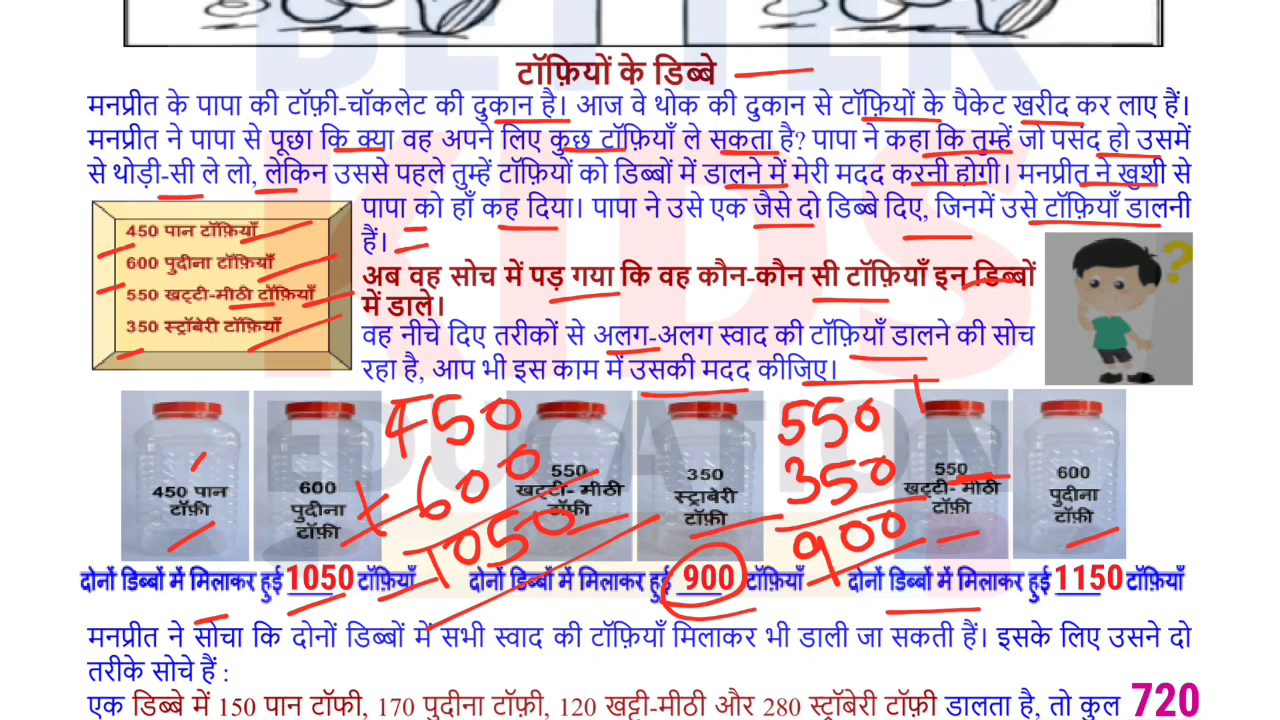 BETTER
KIDS
EDUCATION
टॉफ़ियों के डिब्बे
मनप्रीत के पापा की टॉफ़ी-चॉकलेट की दुकान है। आज वे थोक की दुकान से टॉफ़ियों के पैकेट खरीद कर लाए हैं।
मनप्रीत ने पापा से पूछा कि क्या वह अपने लिए कुछ टॉफ़ियाँ ले सकता है? पापा ने कहा कि तुम्हें जो पसंद हो उसमें
से थोड़ी-सी ले लो, लेकिन उससे पहले तुम्हें टॉफ़ियों को डिब्बों में डालने में मेरी मदद करनी होगी। मनप्रीत ने खुशी से
पापा को हाँ कह दिया। पापा ने उसे एक जैसे दो डिब्बे दिए, जिनमें उसे टॉफ़ियाँ डालनी
हैं।
450 पान टॉफ़ियाँ
600 पुदीना टॉफ़ियाँ
550 खट्टी-मीठी टॉफ़ियाँ
350 स्ट्रॉबेरी टॉफ़ियाँ
?
अब वह सोच में पड़ गया कि वह कौन-कौन सी टॉफ़ियाँ इन डिब्बों
में डाले।
वह नीचे दिए तरीकों से अलग-अलग स्वाद की टॉफ़ियाँ डालने की सोच
रहा है, आप भी इस काम में उसकी मदद कीजिए।
450 पान
टॉफ़ी
600
पुदीना
टॉफ़ी
450
+ 600
1050
550
खट्टी- मीठी
टॉफ़ी
350
स्ट्राबेरी
टॉफ़ी
550
350
900
550
खट्टी- मीठी
टॉफ़ी
600
पुदीना
टॉफ़ी
दोनों डिब्बों में मिलाकर हुई 1050 टॉफ़ियाँ
दोनों डिब्बों में मिलाकर हुई 900 टॉफ़ियाँ
दोनों डिब्बों में मिलाकर हुई 1150 टॉफ़ियाँ
मनप्रीत ने सोचा कि दोनों डिब्बों में सभी स्वाद की टॉफ़ियाँ मिलाकर भी डाली जा सकती हैं। इसके लिए उसने दो
तरीके सोचे हैं :
एक डिब्बे में 150 पान टॉफी, 170 पुदीना टॉफ़ी, 120 खट्टी-मीठी और 280 स्ट्रॉबेरी टॉफ़ी डालता है, तो कुल 720